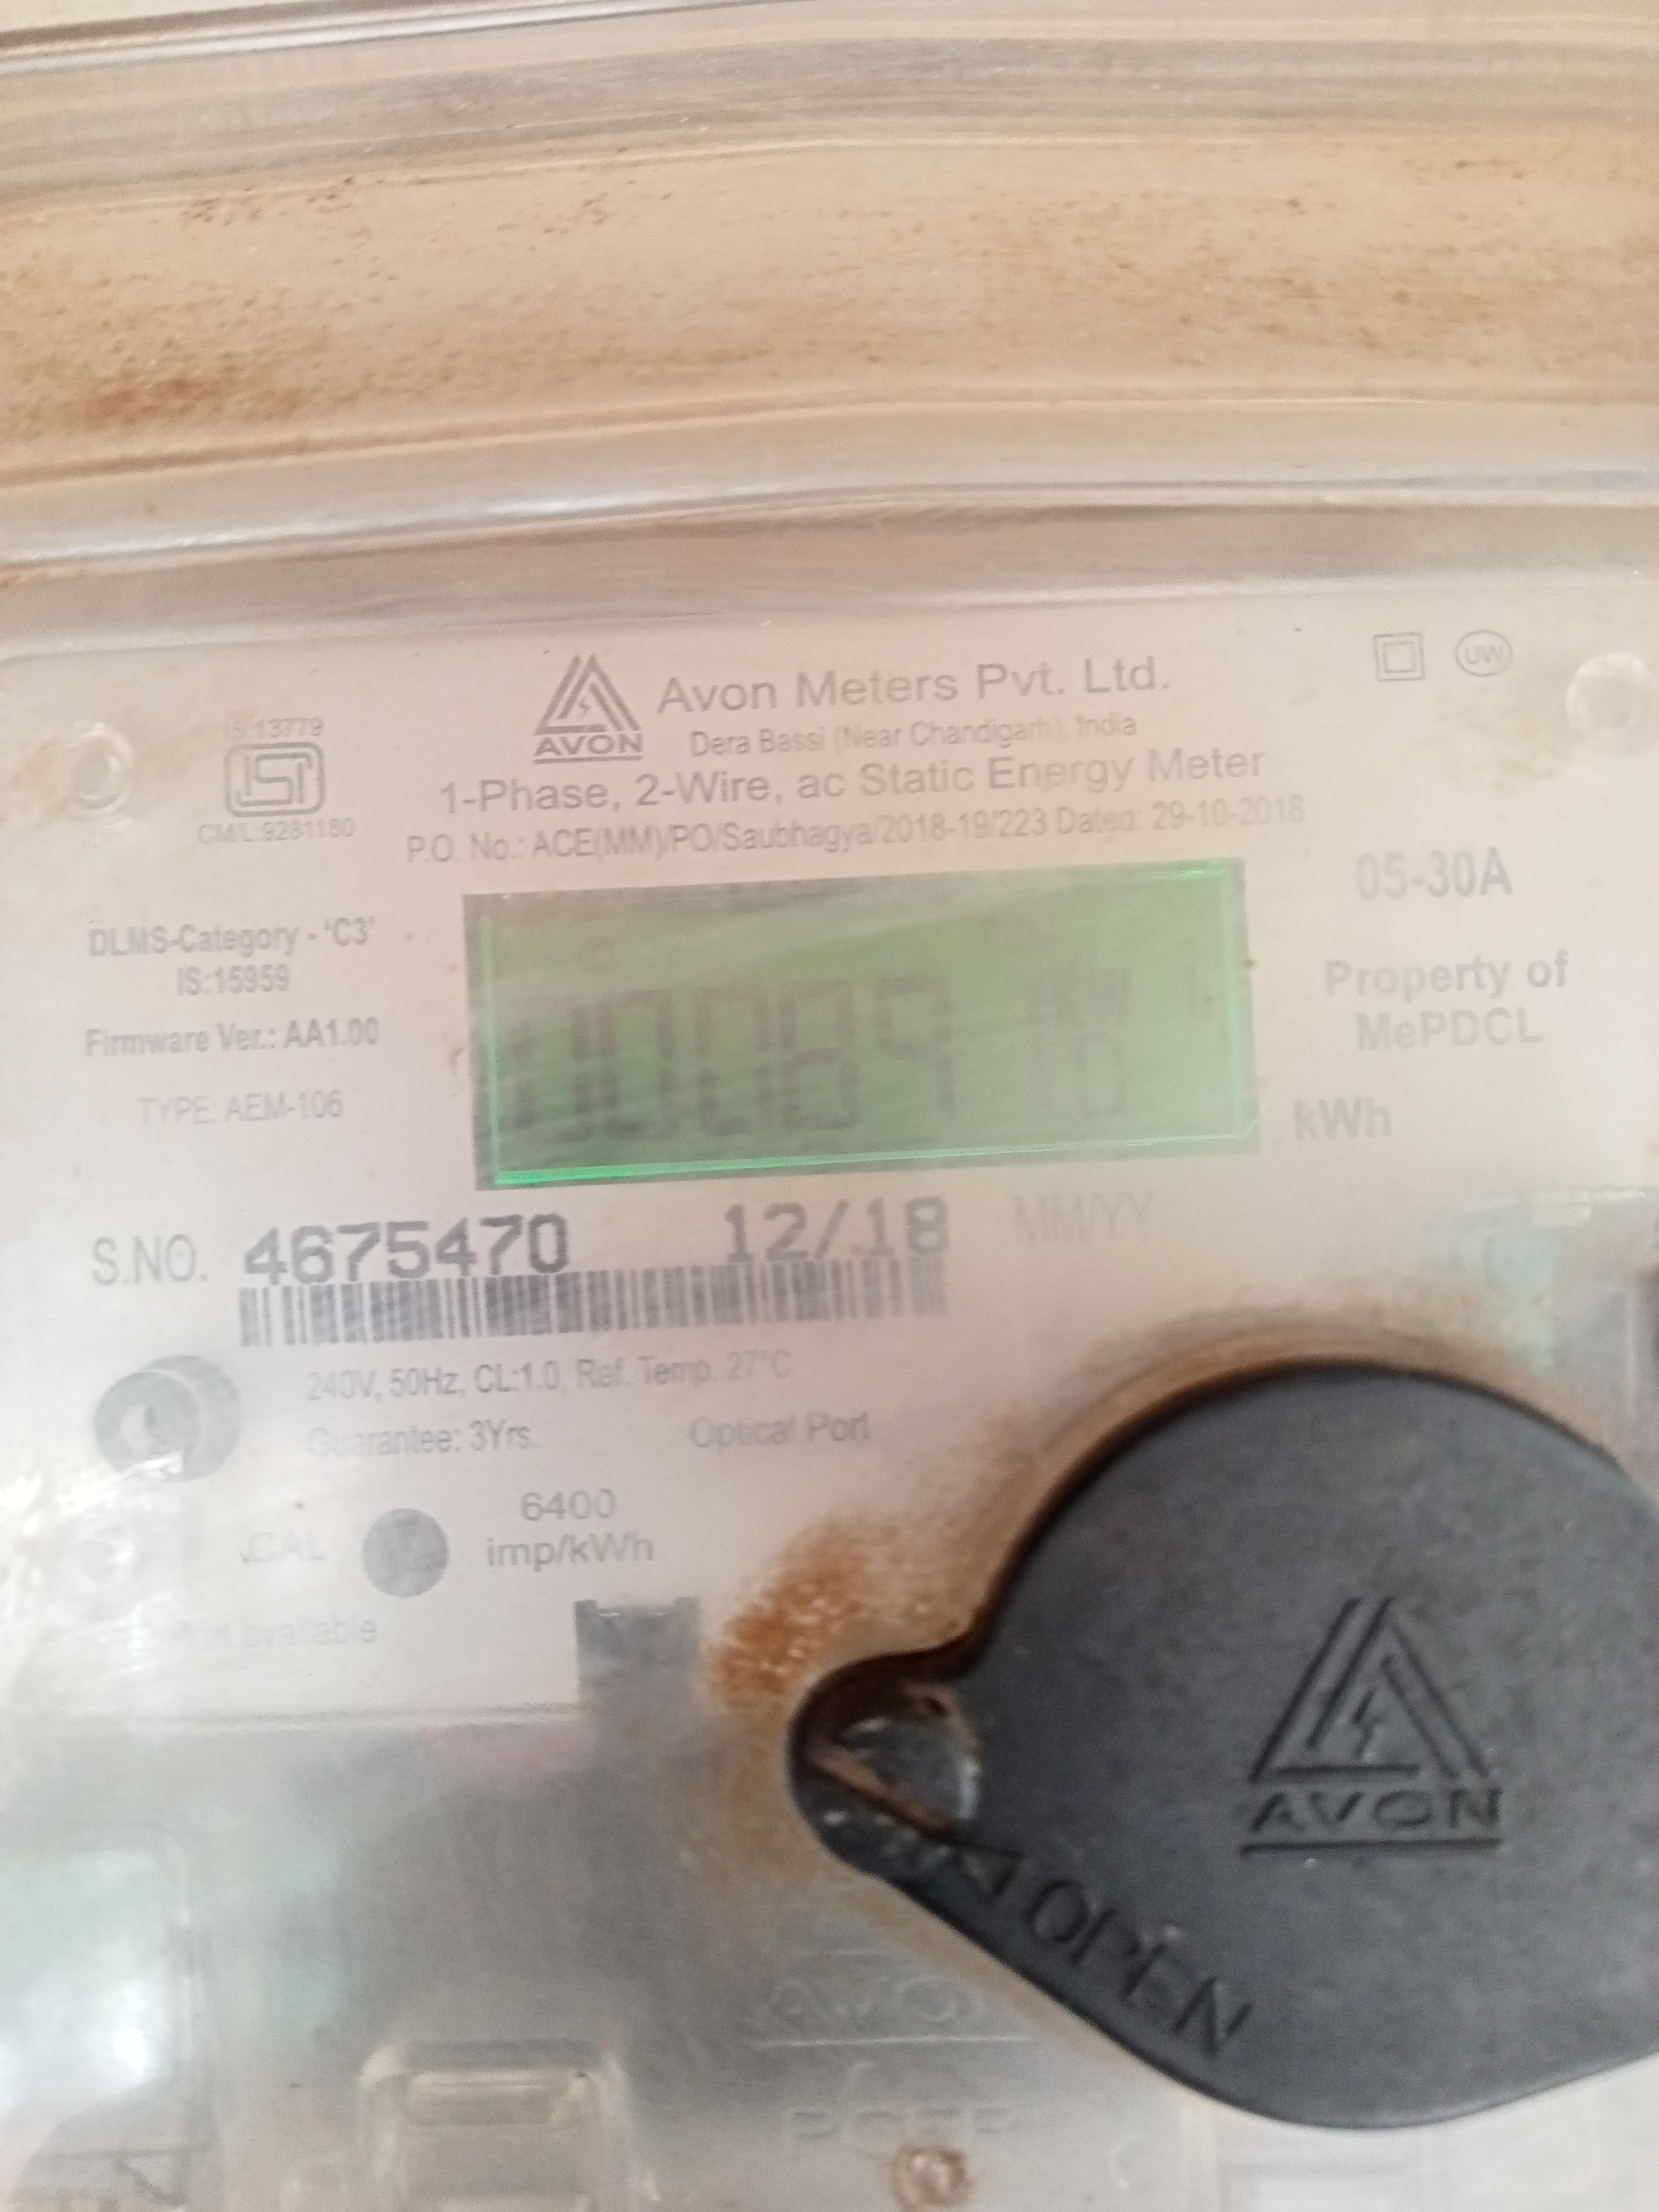 Avon Meters Pvt. Ltd.
AVON
Dera Bassi (Near Chandigarh), India
1-Phase, 2-Wire, ac Static Energy Meter
P.O. No.: ACE(MM)/PO/Saubhagya/2018-19/223 Dated: 29-10-2018
UW
IS:13779
ISI
CM/L:9281180
05-30A
DLMS-Category - 'C3'
IS:15959
Firmware Ver.: AA1.00
TYPE: AEM-106
Property of
MePDCL
kWh
S.NO. 4675470 12/18 MM/YY
240V, 50Hz, CL:1.0, Ref. Temp. 27°C
Guarantee: 3Yrs.
Optical Port
CAL
6400
imp/kWh
available
AVON
OPEN
AVON